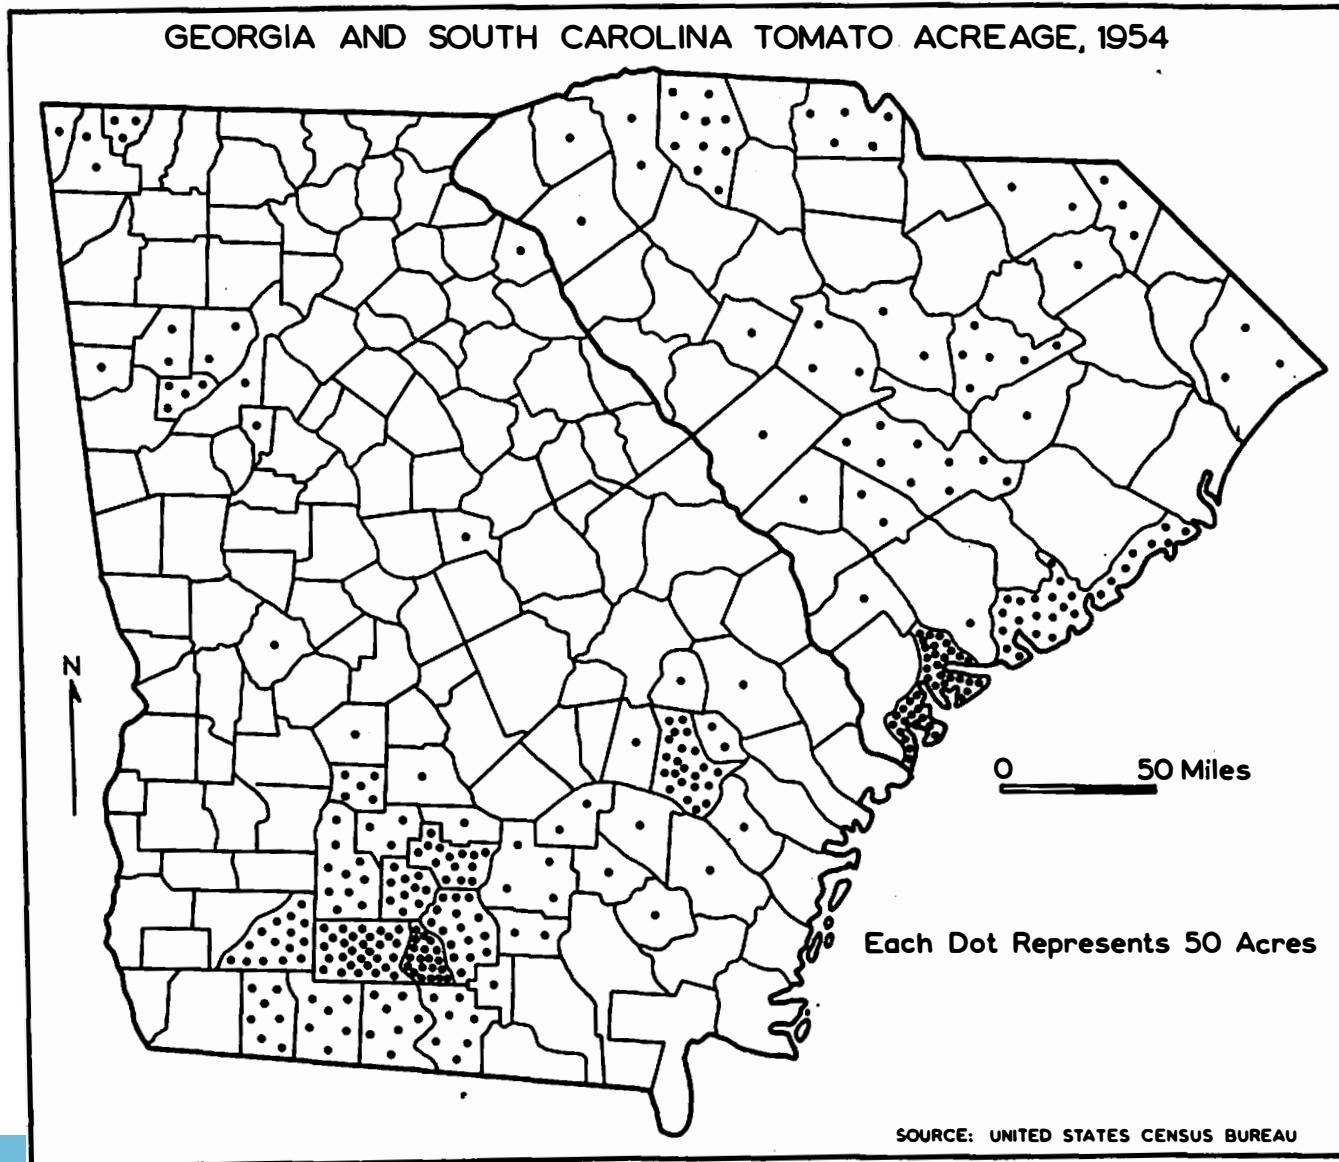 GEORGIA AND SOUTH CAROLINA TOMATO ACREAGE, 1954
N
0 50 Miles
Each Dot Represents 50 Acres
SOURCE: UNITED STATES CENSUS BUREAU